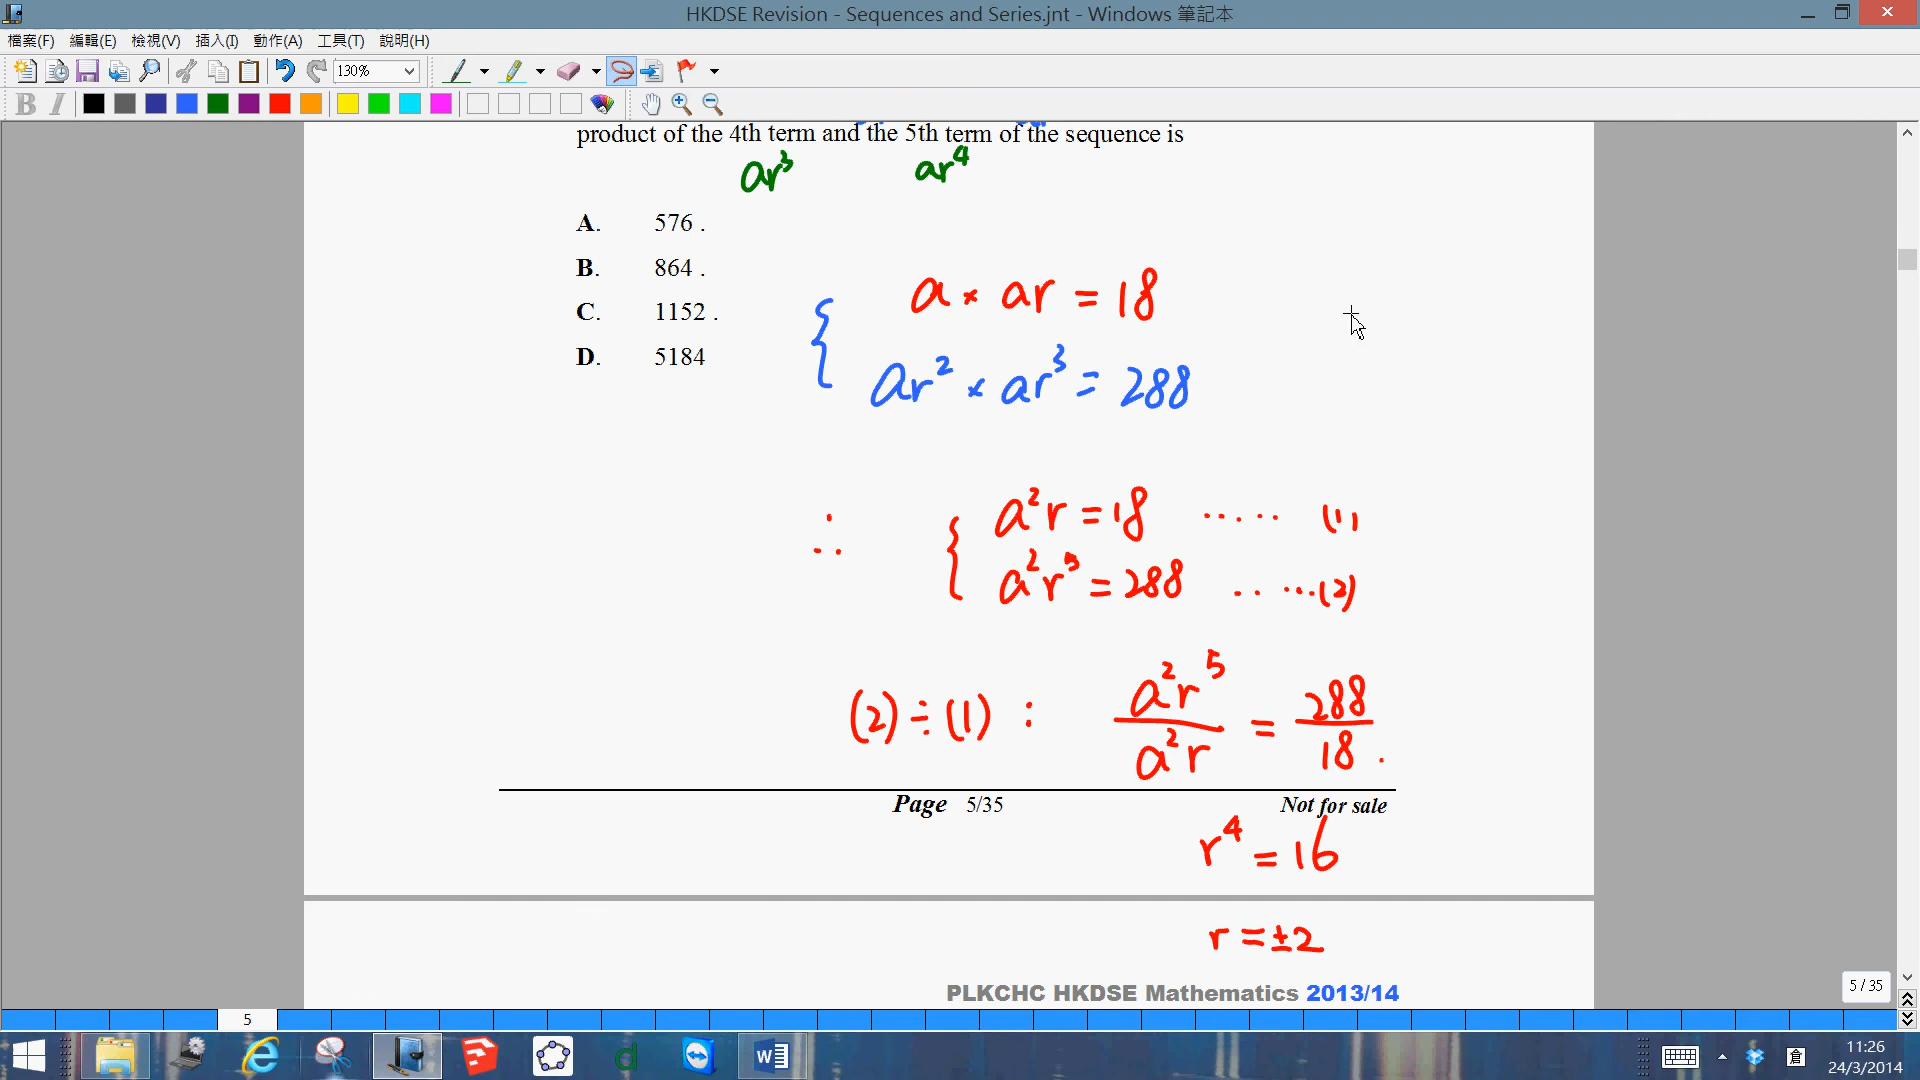 HKDSE Revision - Sequences and Series.jnt - Windows 筆記本
檔案(F) 編輯(E) 檢視(V) 插入(I) 動作(A) 工具(T) 說明(H)
130%
B I
product of the 4th term and the 5th term of the sequence is
ar³ ar⁴
A. 576 .
B. 864 .
C. 1152 .
D. 5184
a × ar = 18
ar² × ar³ = 288
∴ { a²r = 18 ..... (1)
a²r⁵ = 288 ..... (2)
(2) ÷ (1) : a²r⁵ / a²r = 288 / 18 .
Page 5/35 Not for sale
r⁴ = 16
r = ±2
PLKCHC HKDSE Mathematics 2013/14
5 / 35
5
倉
11:26
24/3/2014